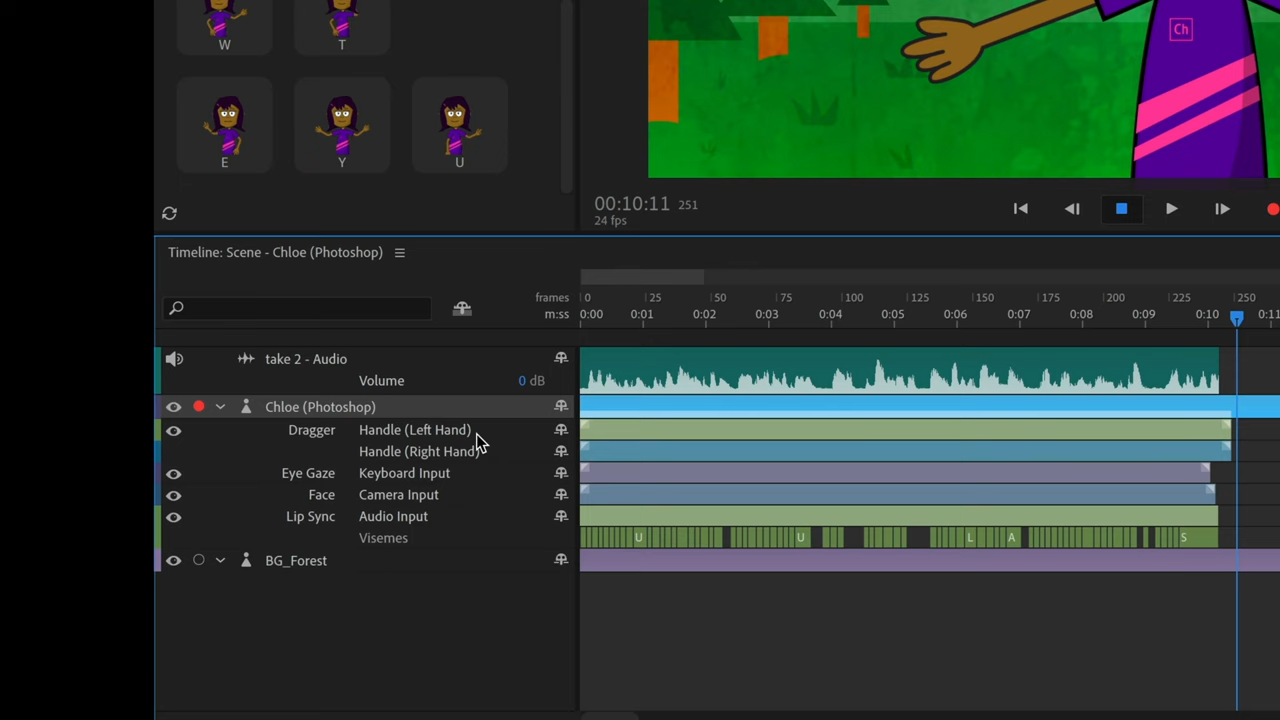 W T
Ch
E Y U
00:10:11 251
24 fps
Timeline: Scene - Chloe (Photoshop)
frames 0 25 50 75 100 125 150 175 200 225 250
m:ss 0:00 0:01 0:02 0:03 0:04 0:05 0:06 0:07 0:08 0:09 0:10 0:11
take 2 - Audio
Volume 0 dB
Chloe (Photoshop)
Dragger Handle (Left Hand)
Handle (Right Hand)
Eye Gaze Keyboard Input
Face Camera Input
Lip Sync Audio Input
Visemes U U L A S
BG_Forest